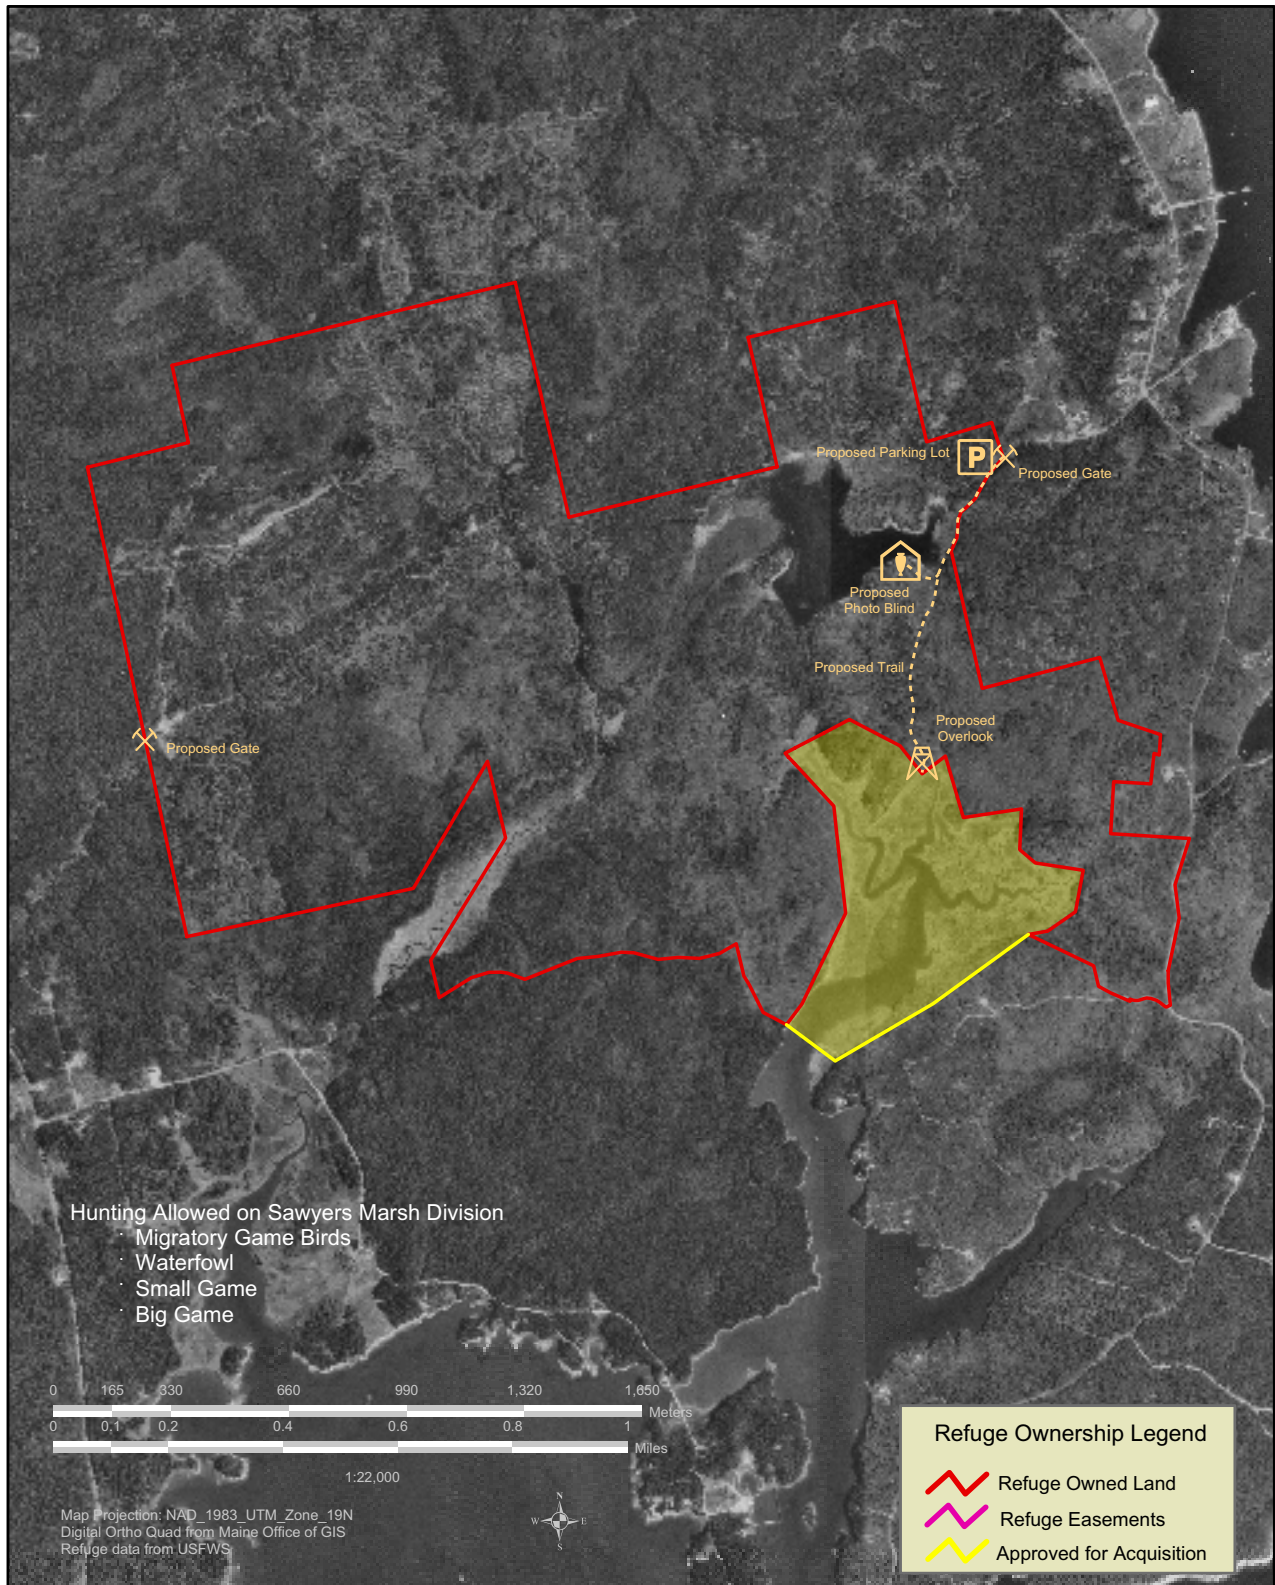 Proposed Parking Lot
P
Proposed Gate
Proposed
Photo Blind
Proposed Trail
Proposed
Overlook
Proposed Gate
Hunting Allowed on Sawyers Marsh Division
· Migratory Game Birds
· Waterfowl
· Small Game
· Big Game
0 165 330 660 990 1,320 1,650
Meters
0 0.1 0.2 0.4 0.6 0.8 1
Miles
1:22,000
Map Projection: NAD_1983_UTM_Zone_19N
Digital Ortho Quad from Maine Office of GIS
Refuge data from USFWS
N
W E
S
Refuge Ownership Legend
Refuge Owned Land
Refuge Easements
Approved for Acquisition